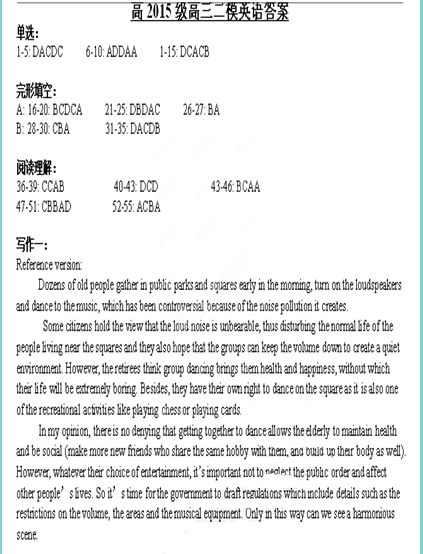 高 2015 级高三二模英语答案
单选：
1-5: DACDC 6-10: ADDAA 1-15: DCACB
完形填空：
A: 16-20: BCDCA 21-25: DBDAC 26-27: BA
B: 28-30: CBA 31-35: DACDB
阅读理解：
36-39: CCAB 40-43: DCD 43-46: BCAA
47-51: CBBAD 52-55: ACBA
写作一：
Reference version:
Dozens of old people gather in public parks and squares early in the morning, turn on the loudspeakers
and dance to the music, which has been controversial because of the noise pollution it creates.
Some citizens hold the view that the loud noise is unbearable, thus disturbing the normal life of the
people living near the squares and they also hope that the groups can keep the volume down to create a quiet
environment. However, the retirees think group dancing brings them health and happiness, without which
their life will be extremely boring. Besides, they have their own right to dance on the square as it is also one
of the recreational activities like playing chess or playing cards.
In my opinion, there is no denying that getting together to dance allows the elderly to maintain health
and be social (make more new friends who share the same hobby with them, and build up their body as well).
However, whatever their choice of entertainment, it's important not to neglect the public order and affect
other people's lives. So it's time for the government to draft regulations which include details such as the
restrictions on the volume, the areas and the musical equipment. Only in this way can we see a harmonious
scene.